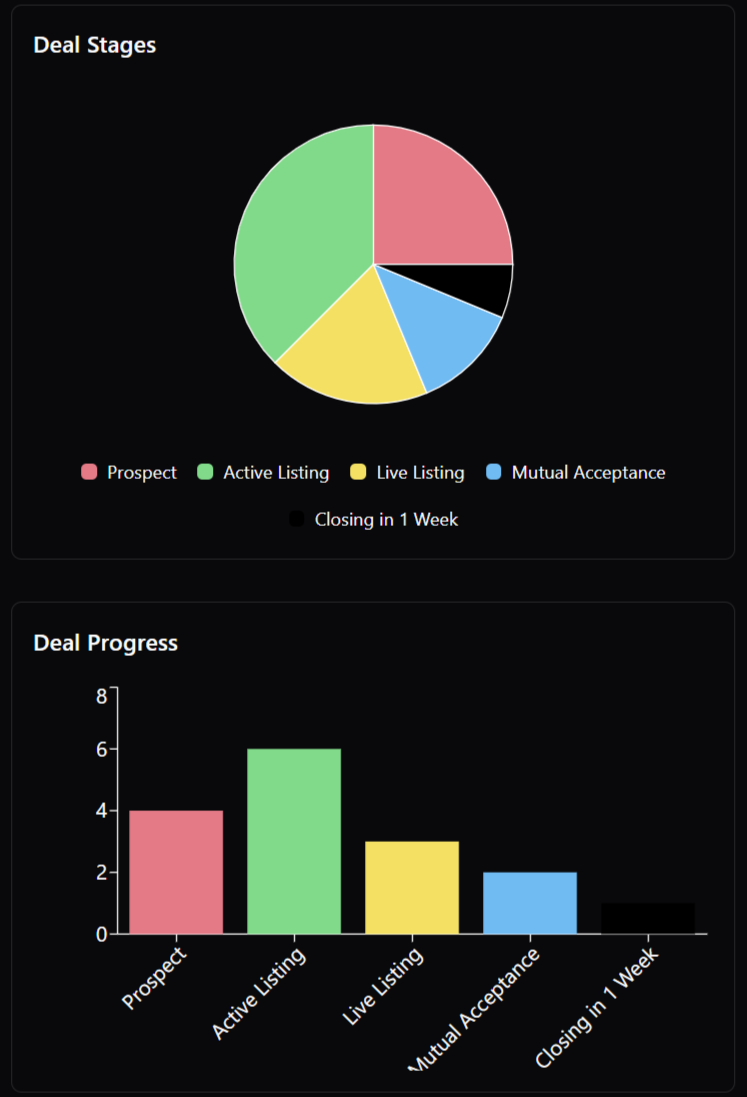 Deal Stages
Prospect Active Listing Live Listing Mutual Acceptance
Closing in 1 Week
Deal Progress
8
6
4
2
0
Prospect
Active Listing
Live Listing
Mutual Acceptance
Closing in 1 Week